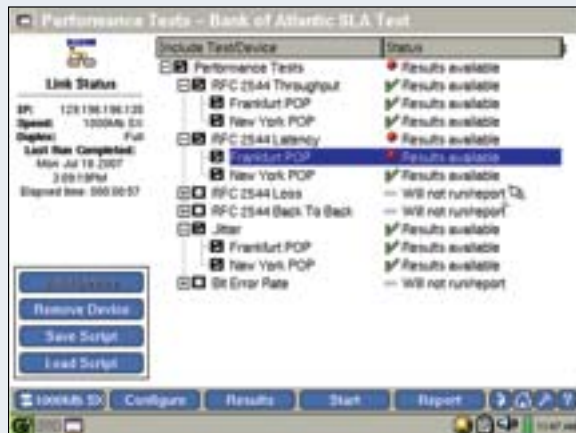 Performance Tests - Bank of Atlantic SLA Test
Link Status
IP: 129.196.196.135
Speed: 1000Mb SX
Duplex: Full
Last Run Completed:
Mon Jul 16 2007
3:09:19PM
Elapsed time: 000:00:57
Include Test/Device Status
Performance Tests Results available
RFC 2544 Throughput Results available
Frankfurt POP Results available
New York POP Results available
RFC 2544 Latency Results available
Frankfurt POP Results available
New York POP Results available
RFC 2544 Loss Will not run/report
RFC 2544 Back To Back Will not run/report
Jitter Results available
Frankfurt POP Results available
New York POP Results available
Bit Error Rate Will not run/report
Remove Device
Save Script
Load Script
1000Mb SX Configure Results Start Report ?
11:47 AM